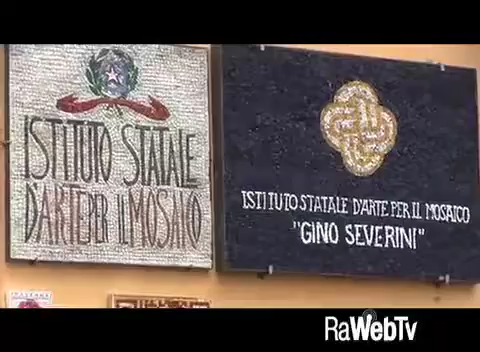 ISTITUTO STATALE
D'ARTE PER IL MOSAICO
ISTITUTO STATALE D'ARTE PER IL MOSAICO
"GINO SEVERINI"
RaWebTv